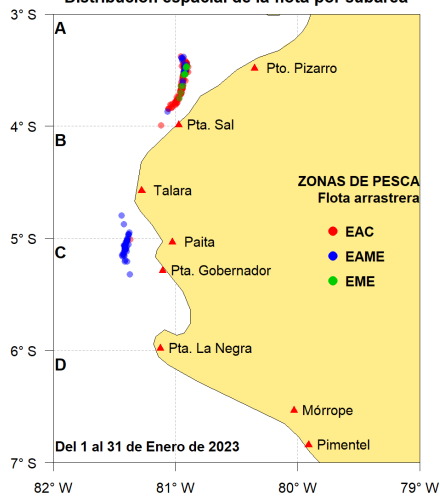 Distribución espacial de la flota por subárea
3° S
A
Pto. Pizarro
4° S
Pta. Sal
B
ZONAS DE PESCA
Flota arrastrera
Talara
EAC
5° S
C
Paita
EAME
Pta. Gobernador
EME
6° S
Pta. La Negra
D
Mórrope
Del 1 al 31 de Enero de 2023
Pimentel
7° S
82° W
81° W
80° W
79° W